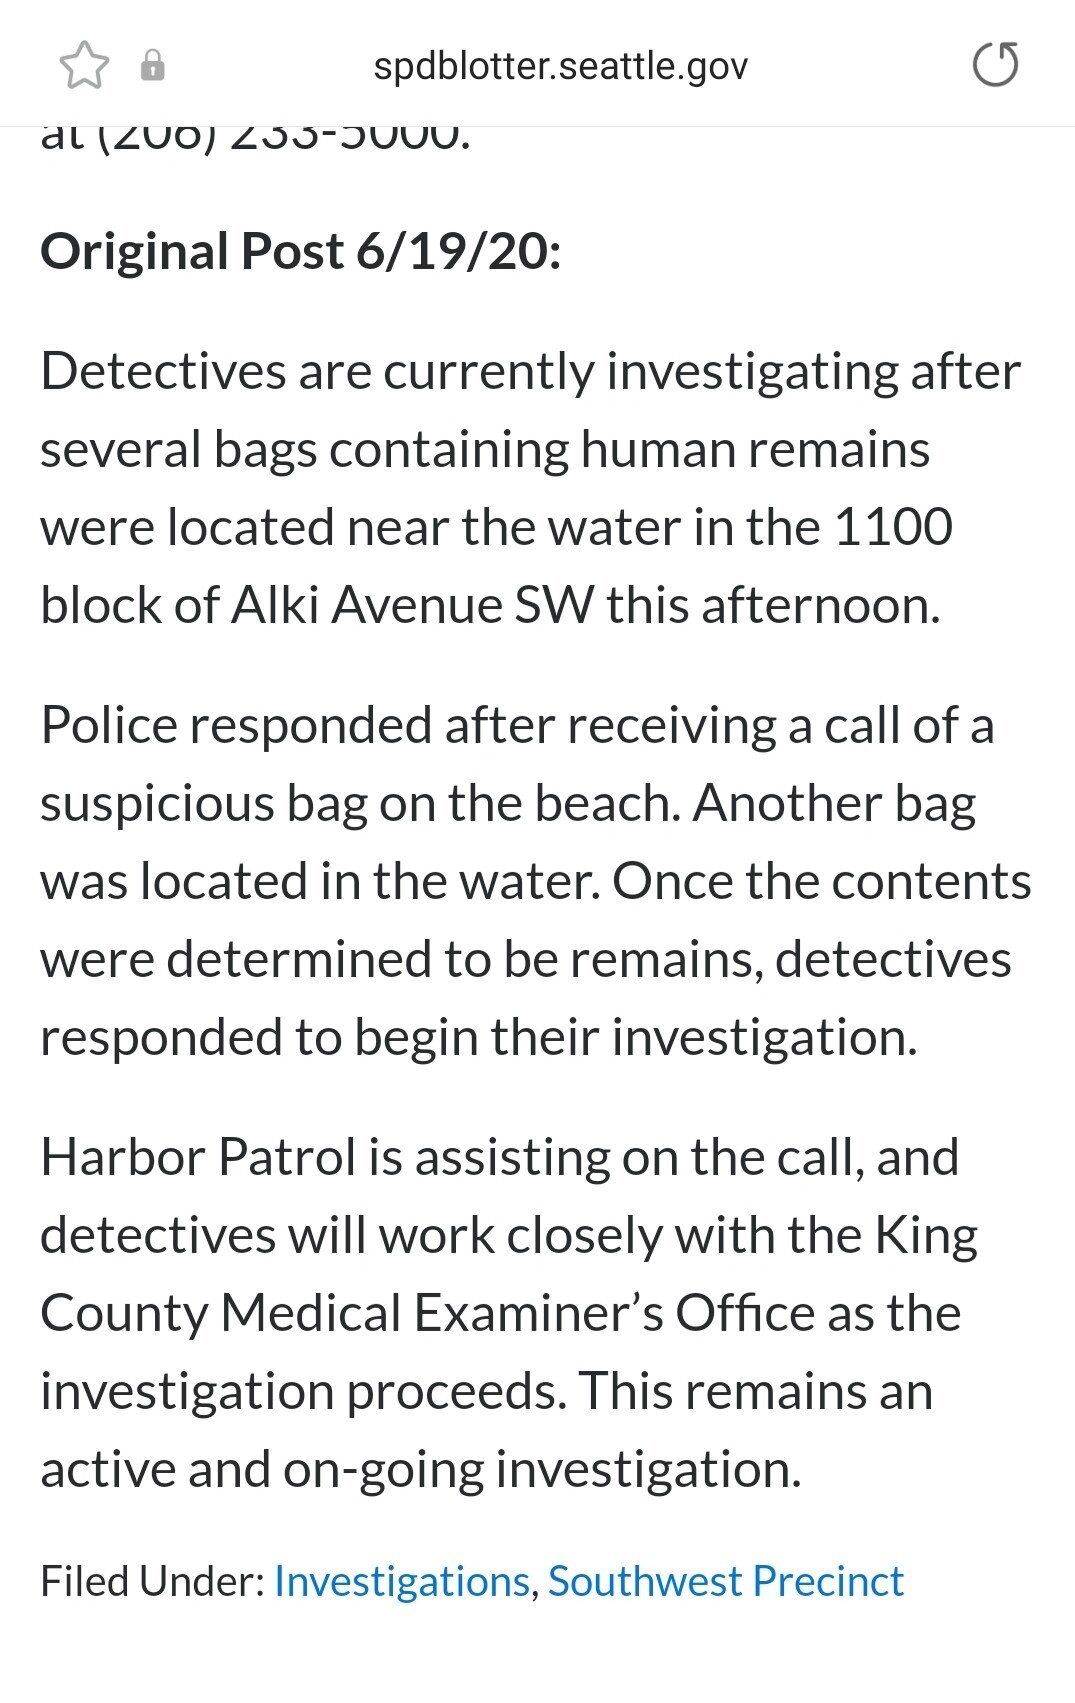 spdblotter.seattle.gov
at (206) 233-5000.
Original Post 6/19/20:
Detectives are currently investigating after
several bags containing human remains
were located near the water in the 1100
block of Alki Avenue SW this afternoon.
Police responded after receiving a call of a
suspicious bag on the beach. Another bag
was located in the water. Once the contents
were determined to be remains, detectives
responded to begin their investigation.
Harbor Patrol is assisting on the call, and
detectives will work closely with the King
County Medical Examiner’s Office as the
investigation proceeds. This remains an
active and on-going investigation.
Filed Under: Investigations, Southwest Precinct